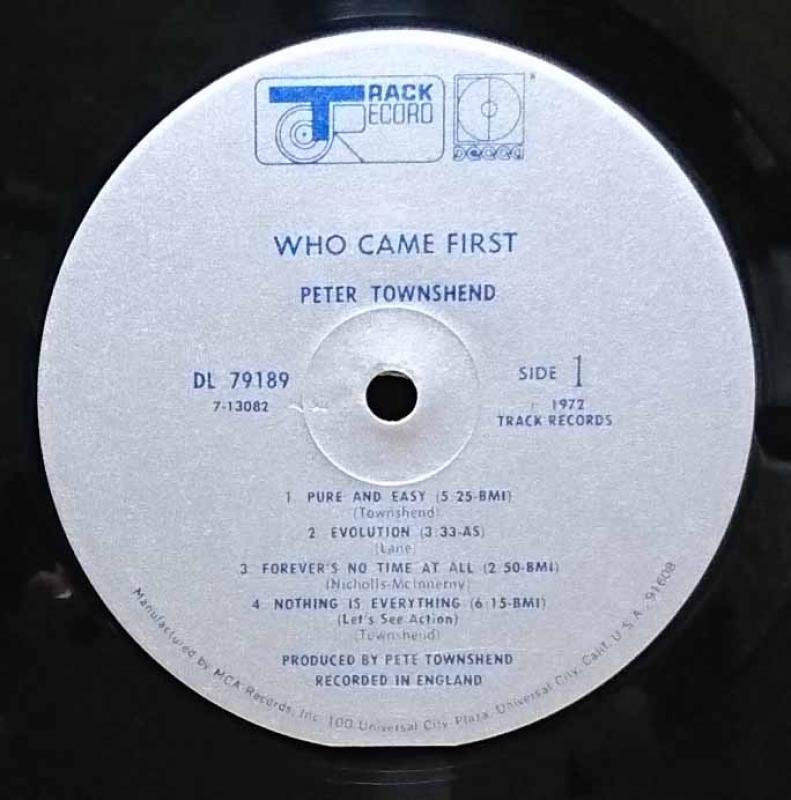 TRACK
RECORD
DECCA
WHO CAME FIRST
PETER TOWNSHEND
DL 79189
7-13082
SIDE 1
1972
TRACK RECORDS
1 PURE AND EASY (5:25-BMI)
(Townshend)
2 EVOLUTION (3:33-AS)
(Lane)
3 FOREVER'S NO TIME AT ALL (2:50-BMI)
(Nicholls-McInnerny)
4 NOTHING IS EVERYTHING (6:15-BMI)
(Let's See Action)
(Townshend)
PRODUCED BY PETE TOWNSHEND
RECORDED IN ENGLAND
Manufactured by MCA Records, Inc. 100 Universal City Plaza, Universal City, Calif. U.S.A. - 91608